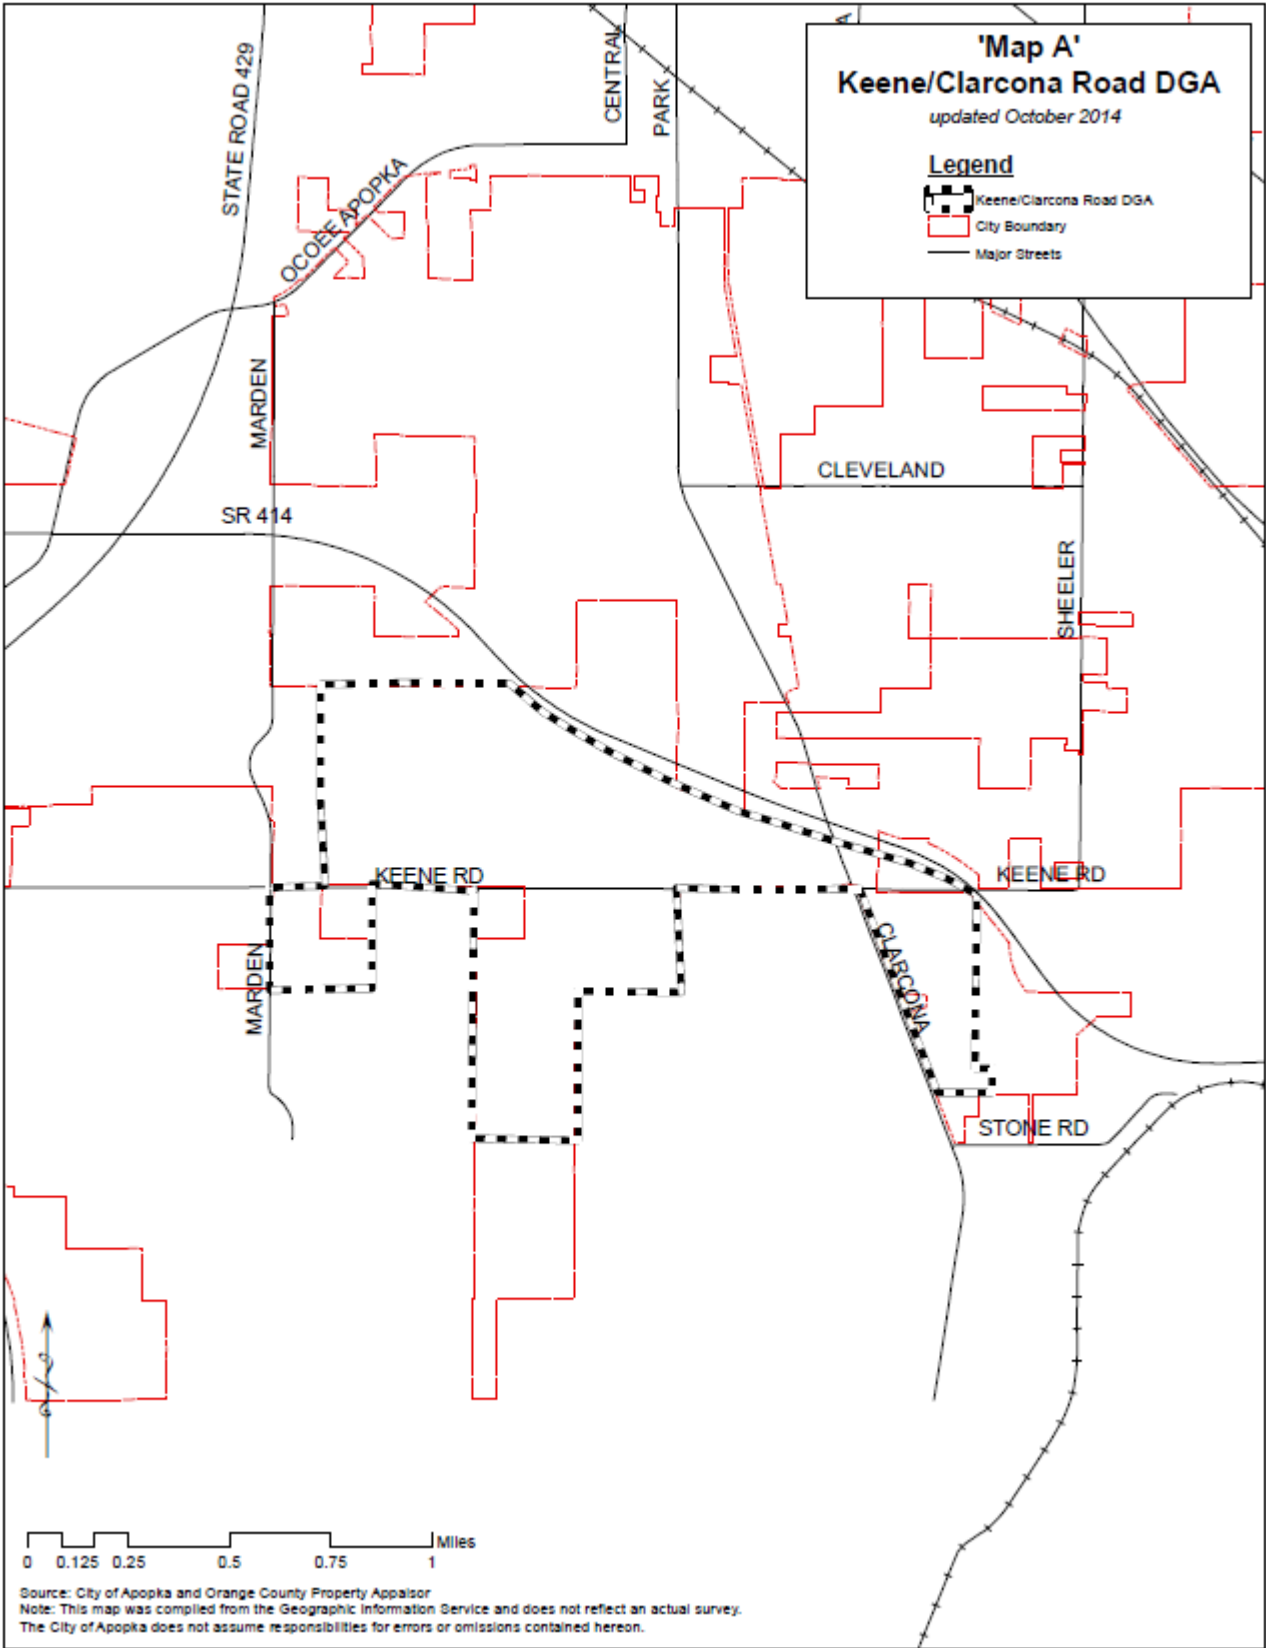 'Map A'
Keene/Clarcona Road DGA
updated October 2014
Legend
Keene/Clarcona Road DGA
City Boundary
Major Streets
STATE ROAD 429
CENTRAL
PARK
A
OCOEE APOPKA
MARDEN
CLEVELAND
SR 414
SHEELER
KEENE RD
KEENE RD
MARDEN
CLARCONA
STONE RD
Miles
0 0.125 0.25 0.5 0.75 1
Source: City of Apopka and Orange County Property Appaisor
Note: This map was compiled from the Geographic Information Service and does not reflect an actual survey.
The City of Apopka does not assume responsibilities for errors or omissions contained hereon.